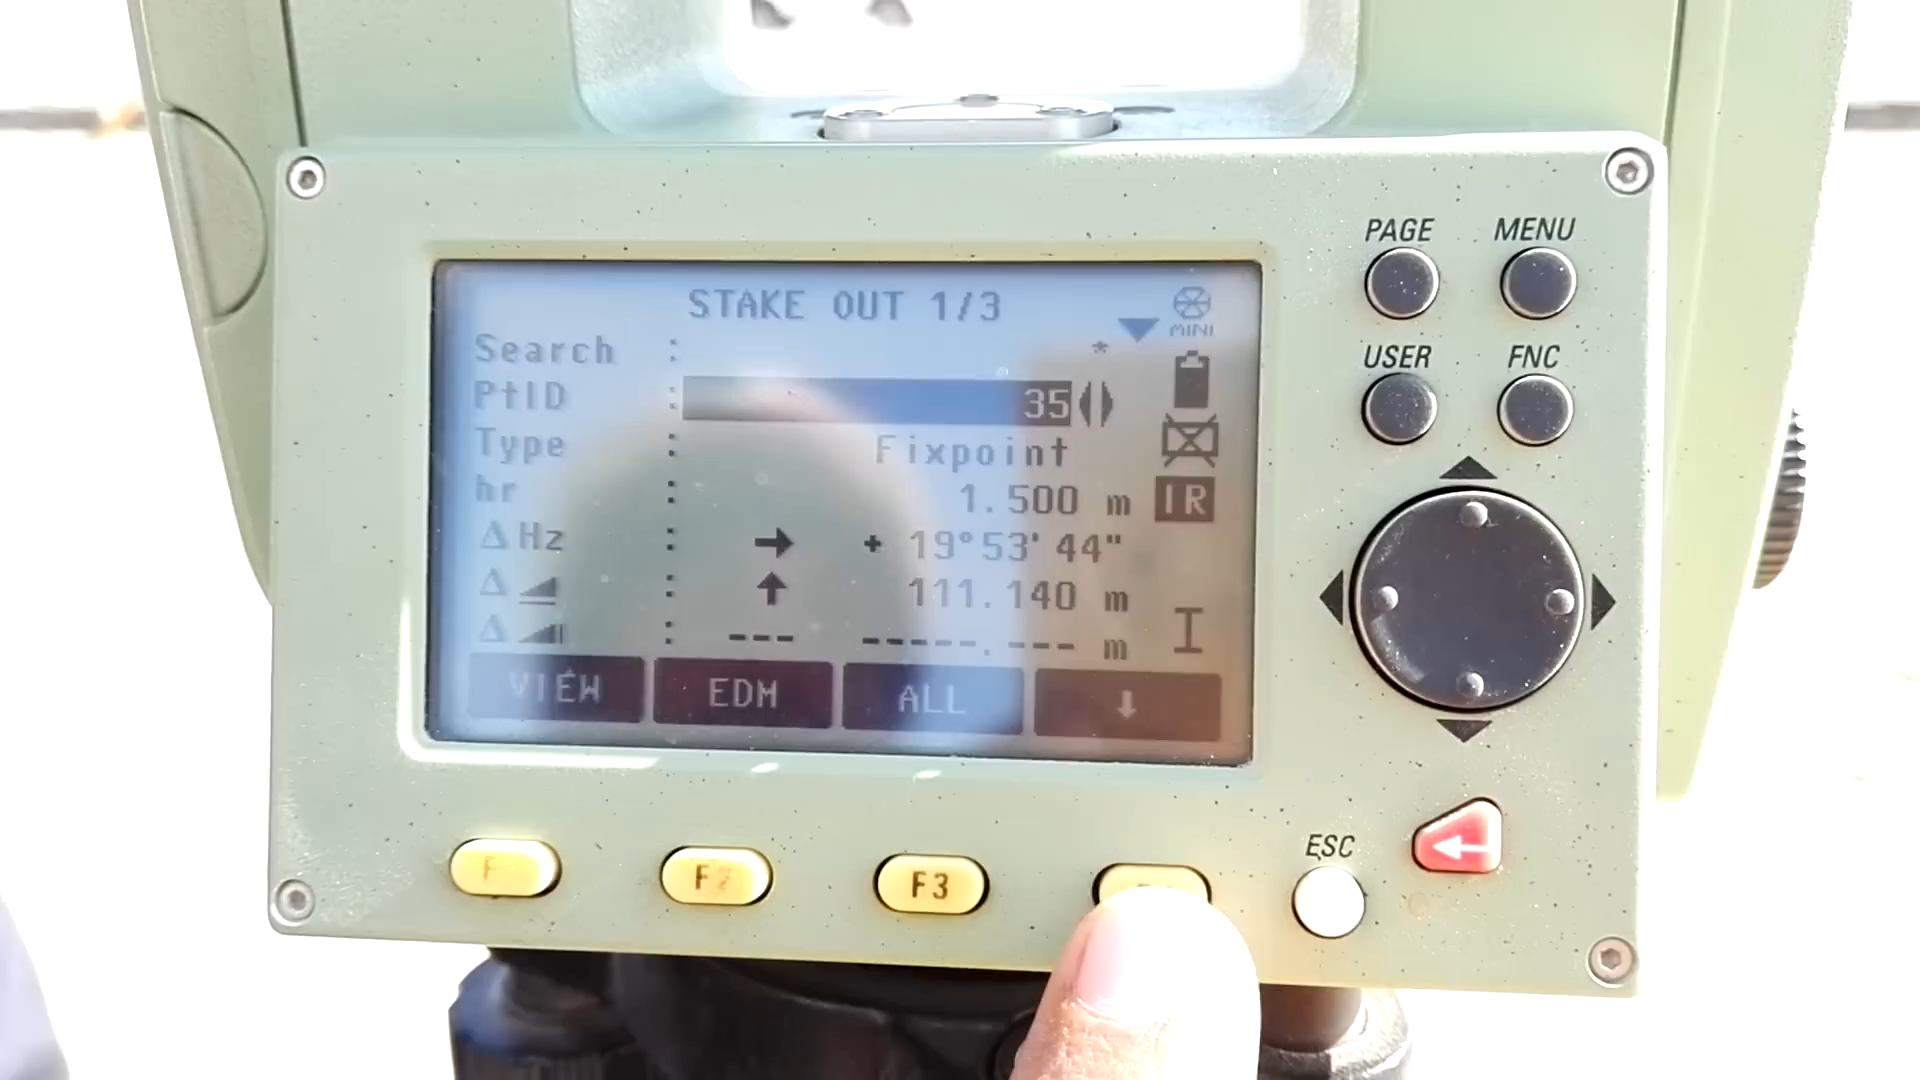 STAKE OUT 1/3
MINI
Search : *
PtID : 35
Type : Fixpoint
hr : 1.500 m
IR
ΔHz : → + 19°53'44"
Δ : ↑ 111.140 m
Δ : --- -----.--- m
VIEW EDM ALL ↓
PAGE MENU
USER FNC
F2 F3
ESC